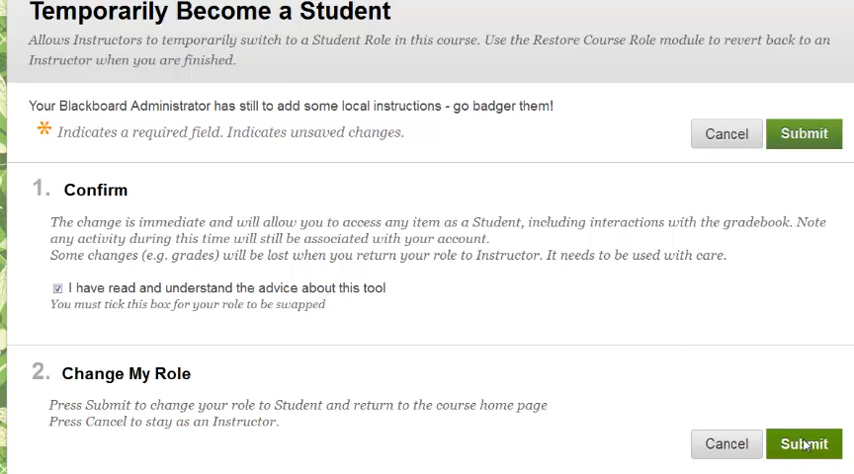 Temporarily Become a Student
Allows Instructors to temporarily switch to a Student Role in this course. Use the Restore Course Role module to revert back to an
Instructor when you are finished.
Your Blackboard Administrator has still to add some local instructions - go badger them!
* Indicates a required field. Indicates unsaved changes.
Cancel Submit
1. Confirm
The change is immediate and will allow you to access any item as a Student, including interactions with the gradebook. Note
any activity during this time will still be associated with your account.
Some changes (e.g. grades) will be lost when you return your role to Instructor. It needs to be used with care.
I have read and understand the advice about this tool
You must tick this box for your role to be swapped
2. Change My Role
Press Submit to change your role to Student and return to the course home page
Press Cancel to stay as an Instructor.
Cancel Submit